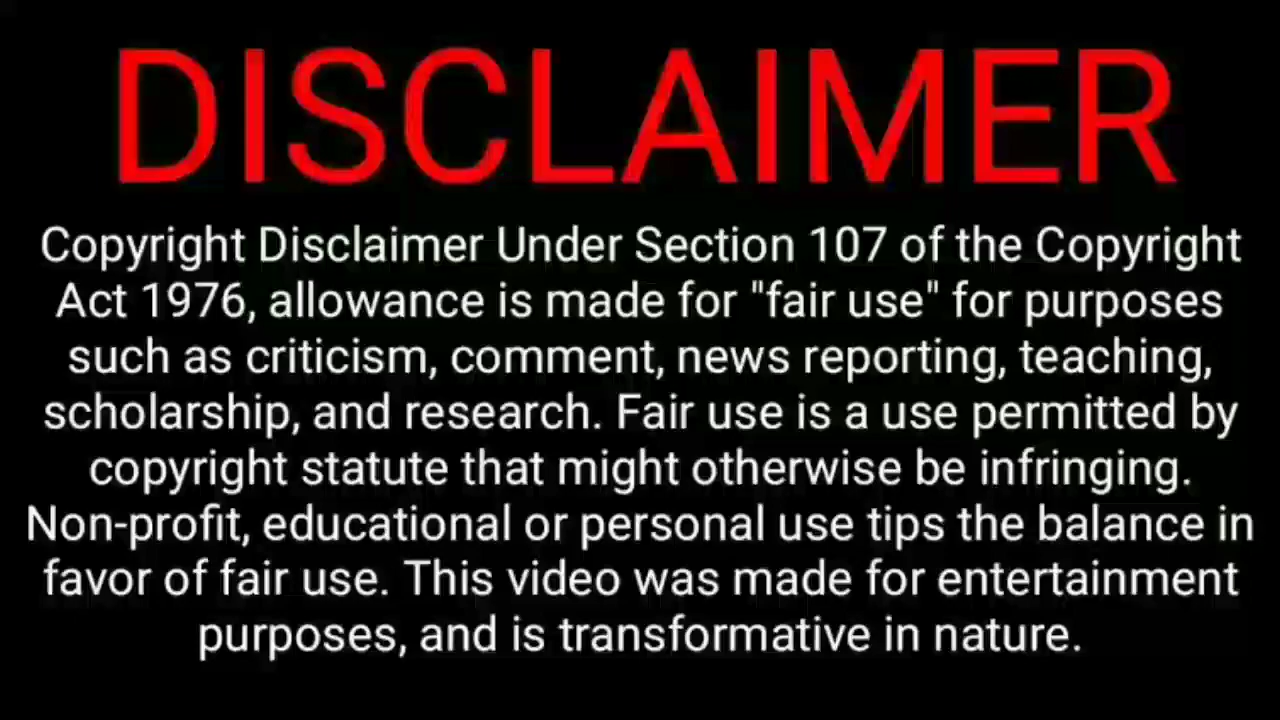 DISCLAIMER
Copyright Disclaimer Under Section 107 of the Copyright
Act 1976, allowance is made for "fair use" for purposes
such as criticism, comment, news reporting, teaching,
scholarship, and research. Fair use is a use permitted by
copyright statute that might otherwise be infringing.
Non-profit, educational or personal use tips the balance in
favor of fair use. This video was made for entertainment
purposes, and is transformative in nature.